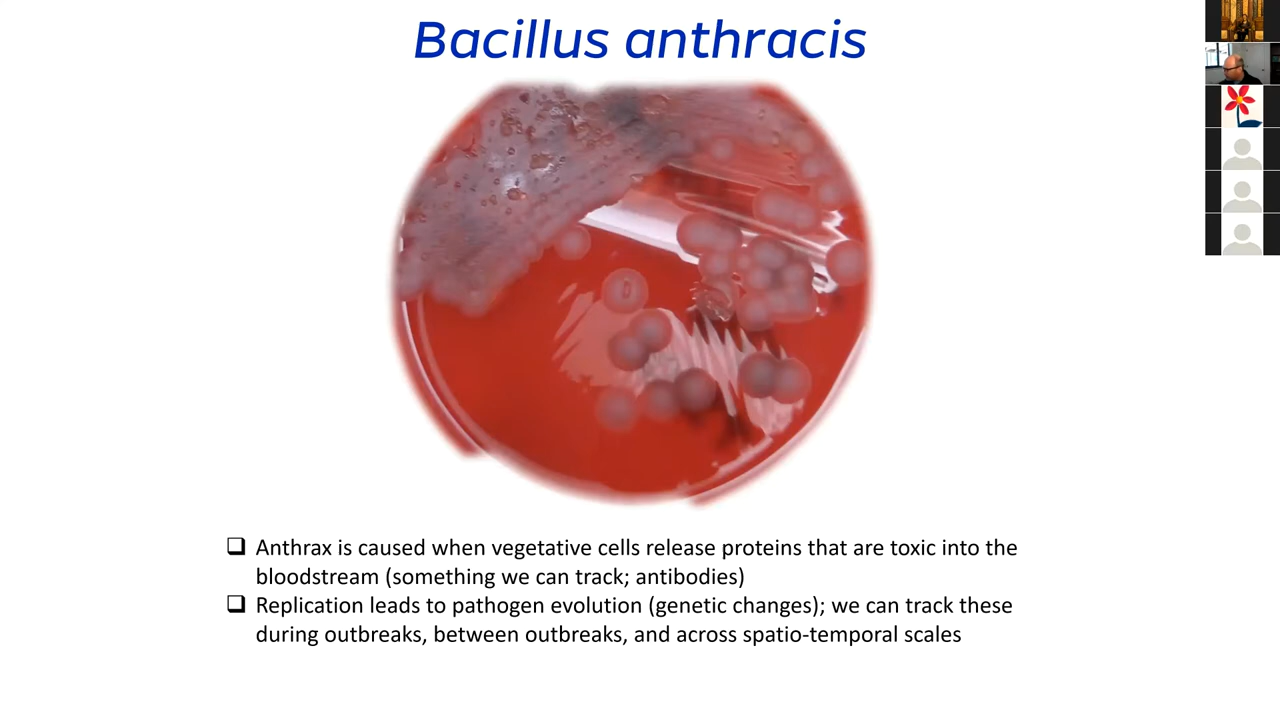 Bacillus anthracis
❑ Anthrax is caused when vegetative cells release proteins that are toxic into the
bloodstream (something we can track; antibodies)
❑ Replication leads to pathogen evolution (genetic changes); we can track these
during outbreaks, between outbreaks, and across spatio-temporal scales